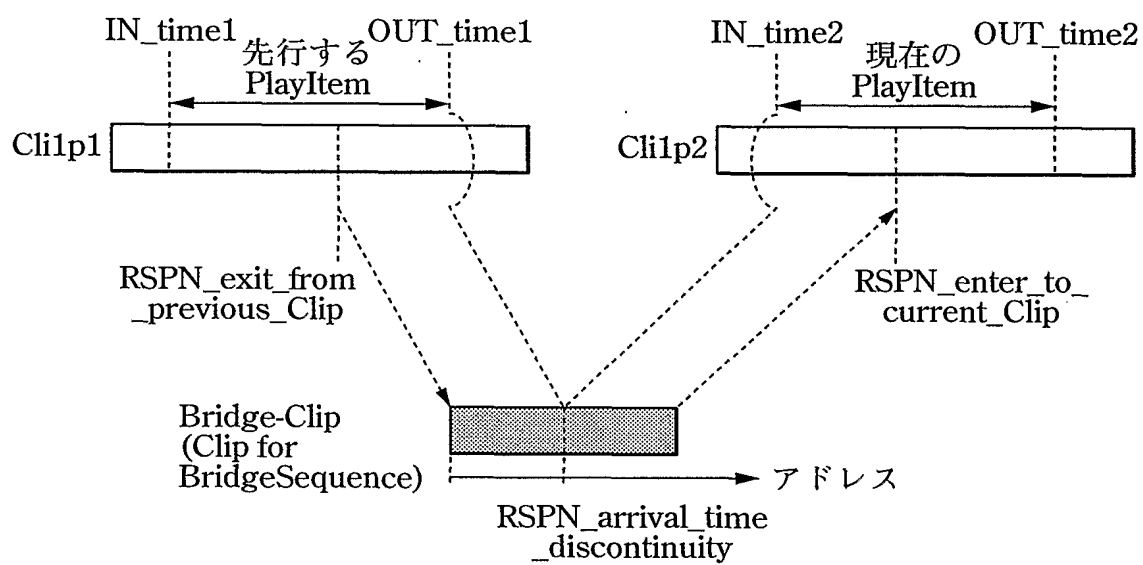 IN_time1
先行する
PlayItem
OUT_time1
IN_time2
現在の
PlayItem
OUT_time2
Cli1p1
Cli1p2
RSPN_exit_from
_previous_Clip
RSPN_enter_to_
current_Clip
Bridge-Clip
(Clip for
BridgeSequence)
アドレス
RSPN_arrival_time
_discontinuity